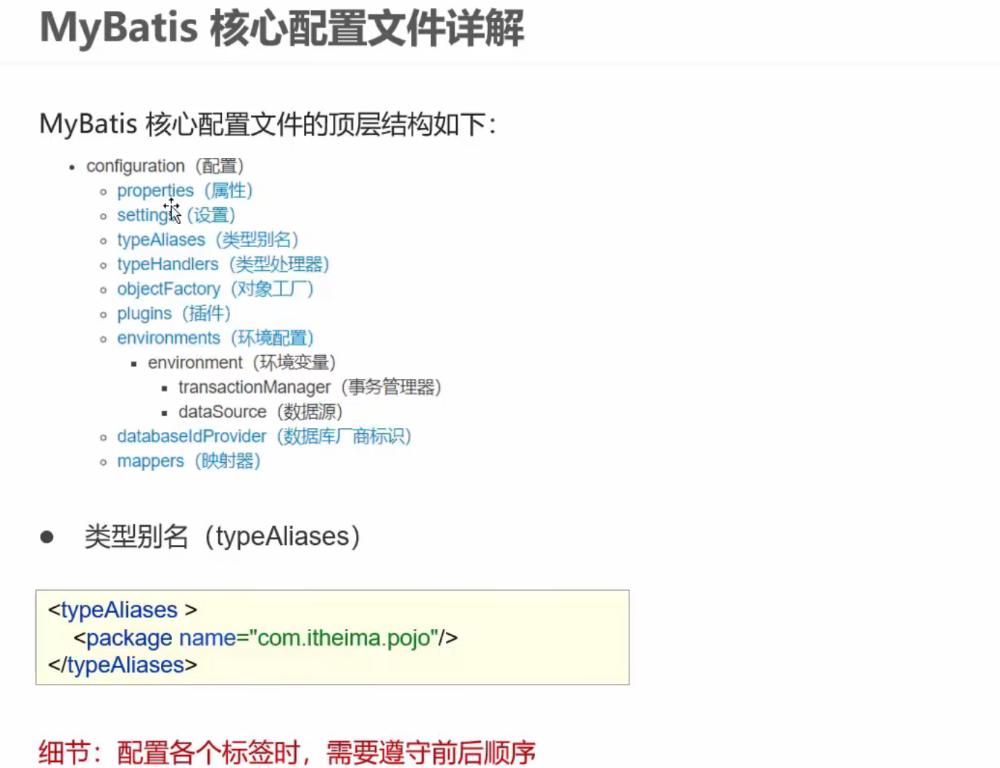 MyBatis 核心配置文件详解
MyBatis 核心配置文件的顶层结构如下：
configuration（配置）
properties（属性）
settings（设置）
typeAliases（类型别名）
typeHandlers（类型处理器）
objectFactory（对象工厂）
plugins（插件）
environments（环境配置）
environment（环境变量）
transactionManager（事务管理器）
dataSource（数据源）
databaseIdProvider（数据库厂商标识）
mappers（映射器）
类型别名（typeAliases）
<typeAliases >
<package name="com.itheima.pojo"/>
</typeAliases>
细节：配置各个标签时，需要遵守前后顺序